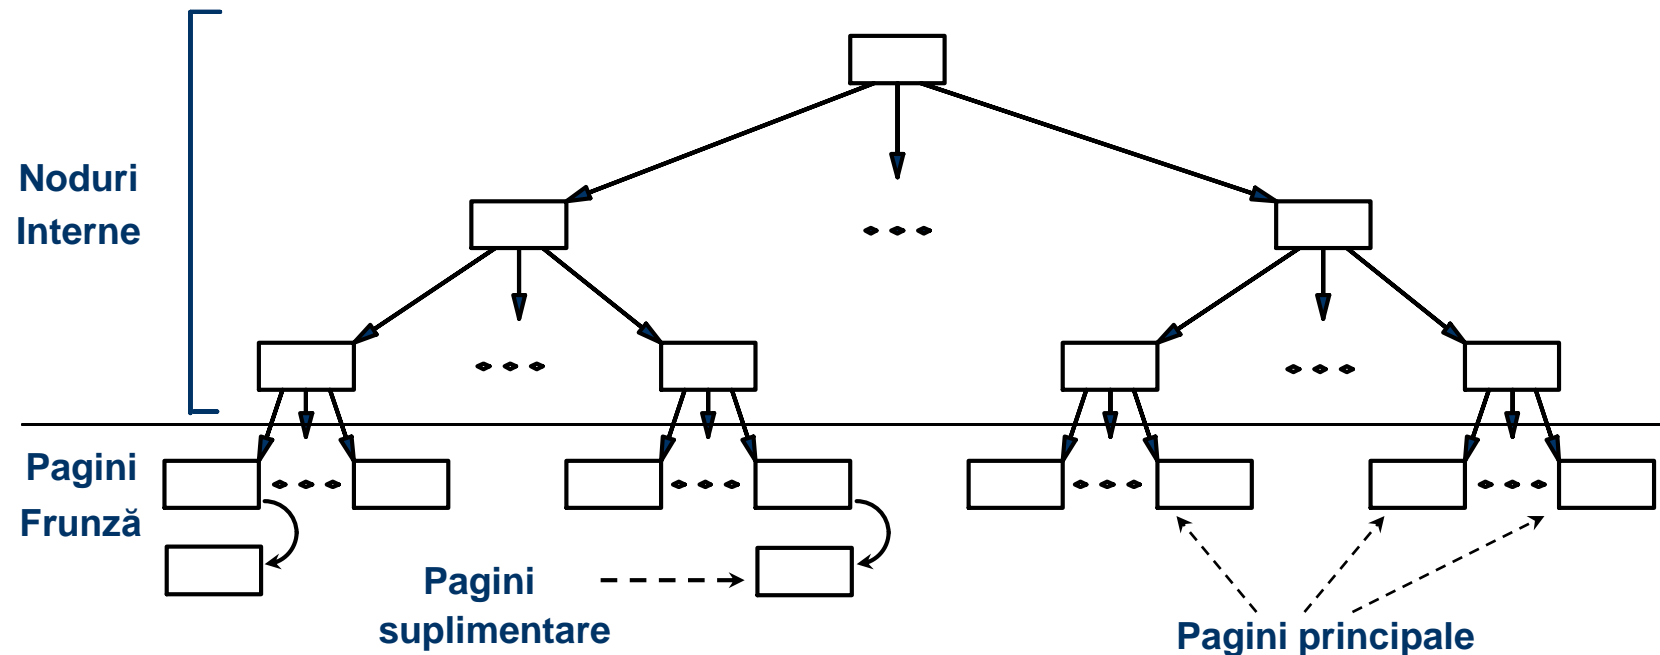 Noduri
Interne
Pagini
Frunză
Pagini
suplimentare
Pagini principale